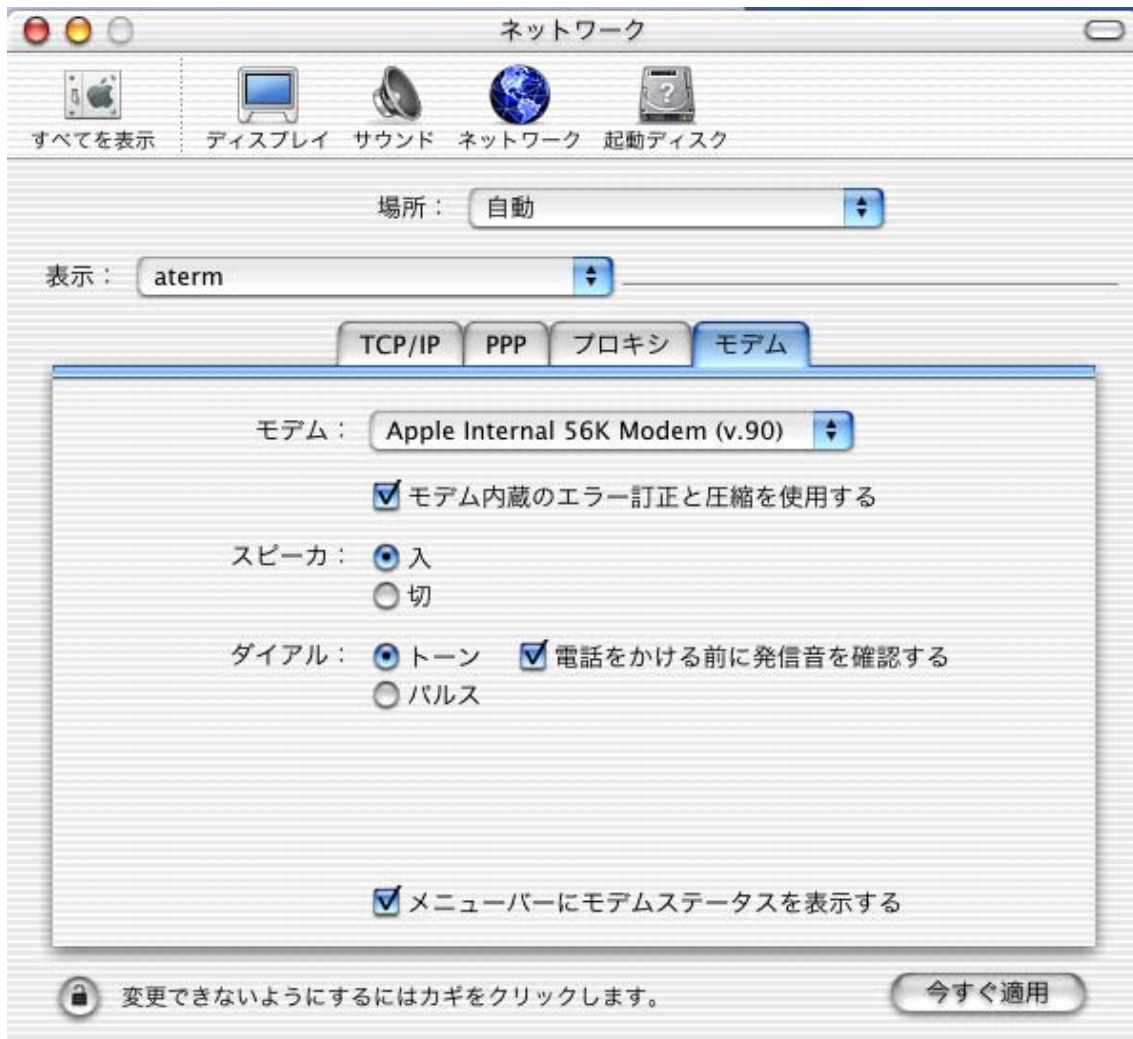 ネットワーク
すべてを表示 ディスプレイ サウンド ネットワーク 起動ディスク
場所： 自動
表示： aterm
TCP/IP PPP プロキシ モデム
モデム： Apple Internal 56K Modem (v.90)
モデム内蔵のエラー訂正と圧縮を使用する
スピーカ： 入
切
ダイアル： トーン 電話をかける前に発信音を確認する
パルス
メニューバーにモデムステータスを表示する
変更できないようにするにはカギをクリックします。 今すぐ適用